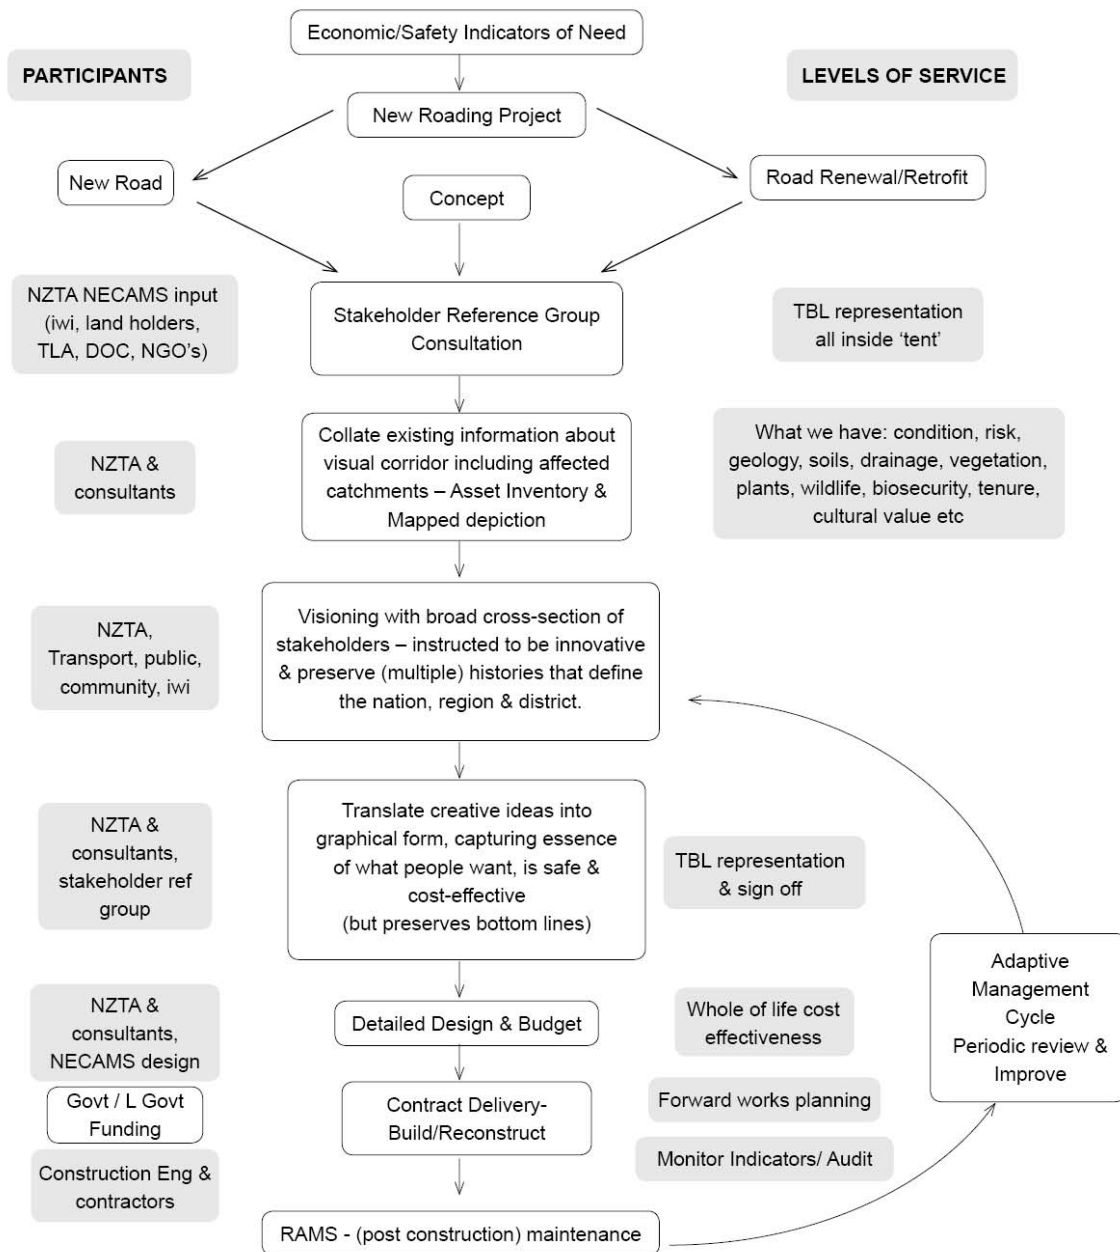 Economic/Safety Indicators of Need
PARTICIPANTS
LEVELS OF SERVICE
New Roading Project
New Road
Concept
Road Renewal/Retrofit
NZTA NECAMS input
(iwi, land holders,
TLA, DOC, NGO's)
Stakeholder Reference Group
Consultation
TBL representation
all inside ‘tent’
NZTA &
consultants
Collate existing information about
visual corridor including affected
catchments – Asset Inventory &
Mapped depiction
What we have: condition, risk,
geology, soils, drainage, vegetation,
plants, wildlife, biosecurity, tenure,
cultural value etc
NZTA,
Transport, public,
community, iwi
Visioning with broad cross-section of
stakeholders – instructed to be innovative
& preserve (multiple) histories that define
the nation, region & district.
NZTA &
consultants,
stakeholder ref
group
Translate creative ideas into
graphical form, capturing essence
of what people want, is safe &
cost-effective
(but preserves bottom lines)
TBL representation
& sign off
Adaptive
Management
Cycle
Periodic review &
Improve
NZTA &
consultants,
NECAMS design
Detailed Design & Budget
Whole of life cost
effectiveness
Govt / L Govt
Funding
Contract Delivery-
Build/Reconstruct
Forward works planning
Monitor Indicators/ Audit
Construction Eng &
contractors
RAMS - (post construction) maintenance